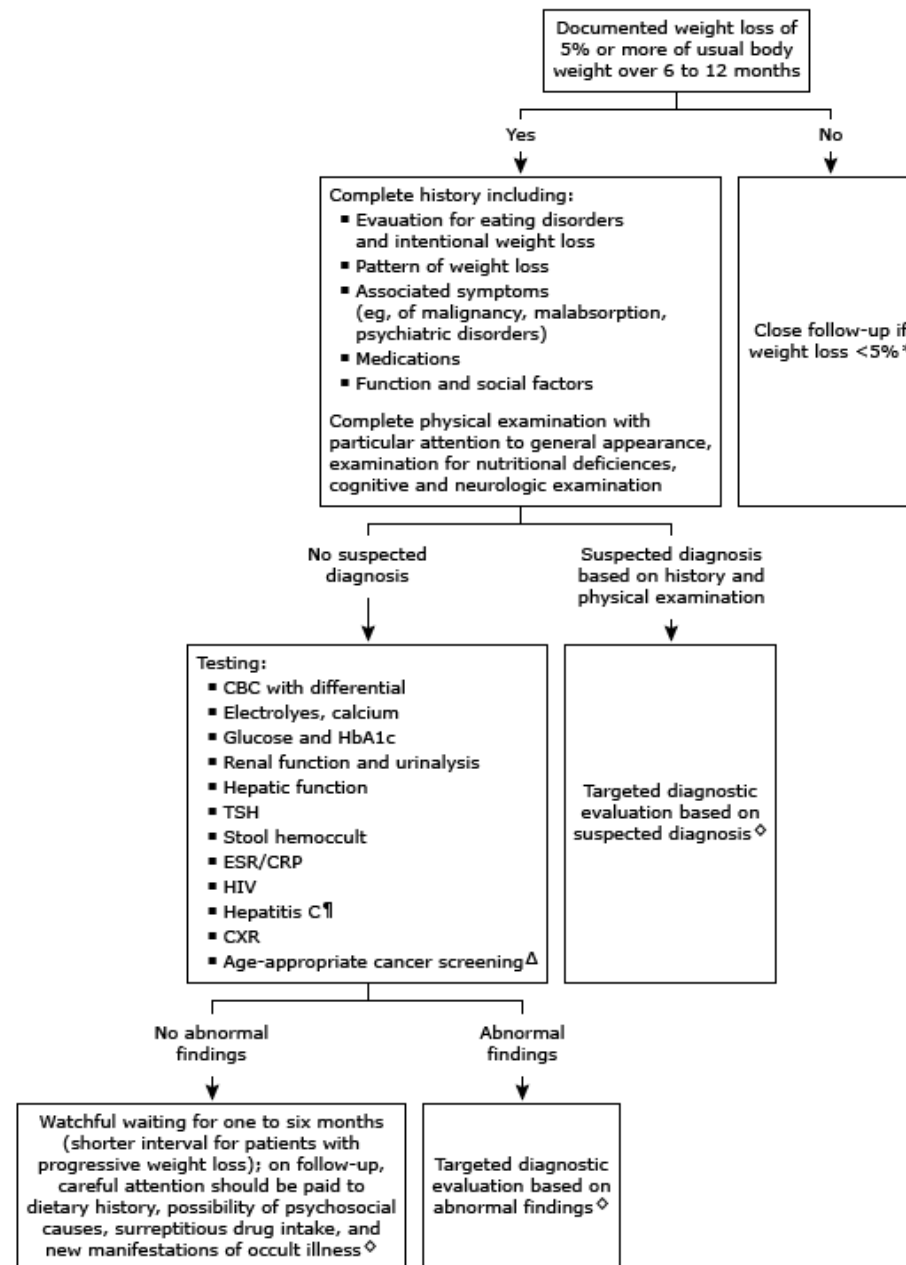 Documented weight loss of
5% or more of usual body
weight over 6 to 12 months
Yes
No
Complete history including:
▪ Evauation for eating disorders
and intentional weight loss
▪ Pattern of weight loss
▪ Associated symptoms
(eg, of malignancy, malabsorption,
psychiatric disorders)
▪ Medications
▪ Function and social factors
Complete physical examination with
particular attention to general appearance,
examination for nutritional deficiences,
cognitive and neurologic examination
Close follow-up if
weight loss <5%*
No suspected
diagnosis
Suspected diagnosis
based on history and
physical examination
Testing:
▪ CBC with differential
▪ Electrolyes, calcium
▪ Glucose and HbA1c
▪ Renal function and urinalysis
▪ Hepatic function
▪ TSH
▪ Stool hemoccult
▪ ESR/CRP
▪ HIV
▪ Hepatitis C¶
▪ CXR
▪ Age-appropriate cancer screeningΔ
Targeted diagnostic
evaluation based on
suspected diagnosis◇
No abnormal
findings
Abnormal
findings
Watchful waiting for one to six months
(shorter interval for patients with
progressive weight loss); on follow-up,
careful attention should be paid to
dietary history, possibility of psychosocial
causes, surreptitious drug intake, and
new manifestations of occult illness◇
Targeted diagnostic
evaluation based on
abnormal findings◇